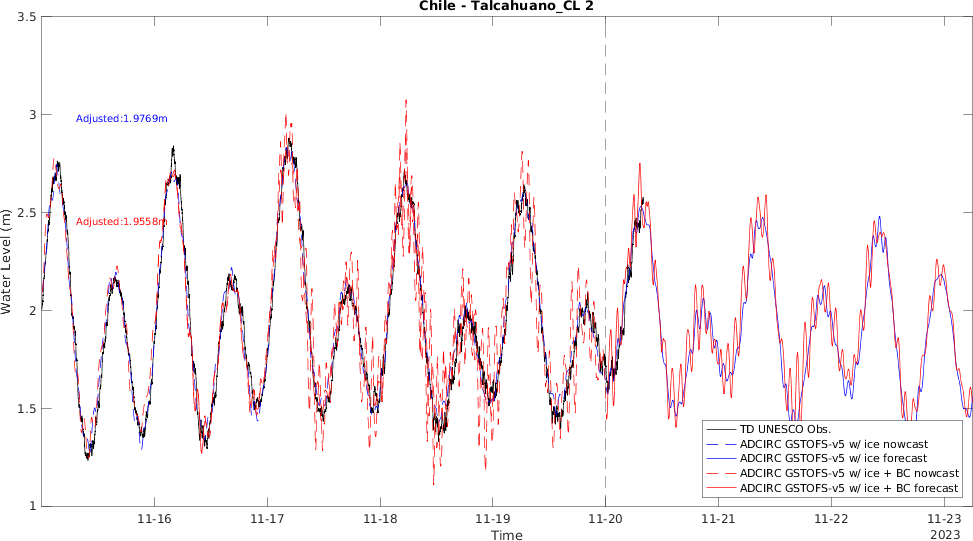 Chile - Talcahuano_CL 2
3.5
3
2.5
2
1.5
1
Water Level (m)
Adjusted:1.9769m
Adjusted:1.9558m
TD UNESCO Obs.
ADCIRC GSTOFS-v5 w/ ice nowcast
ADCIRC GSTOFS-v5 w/ ice forecast
ADCIRC GSTOFS-v5 w/ ice + BC nowcast
ADCIRC GSTOFS-v5 w/ ice + BC forecast
11-16 11-17 11-18 11-19 11-20 11-21 11-22 11-23
Time
2023